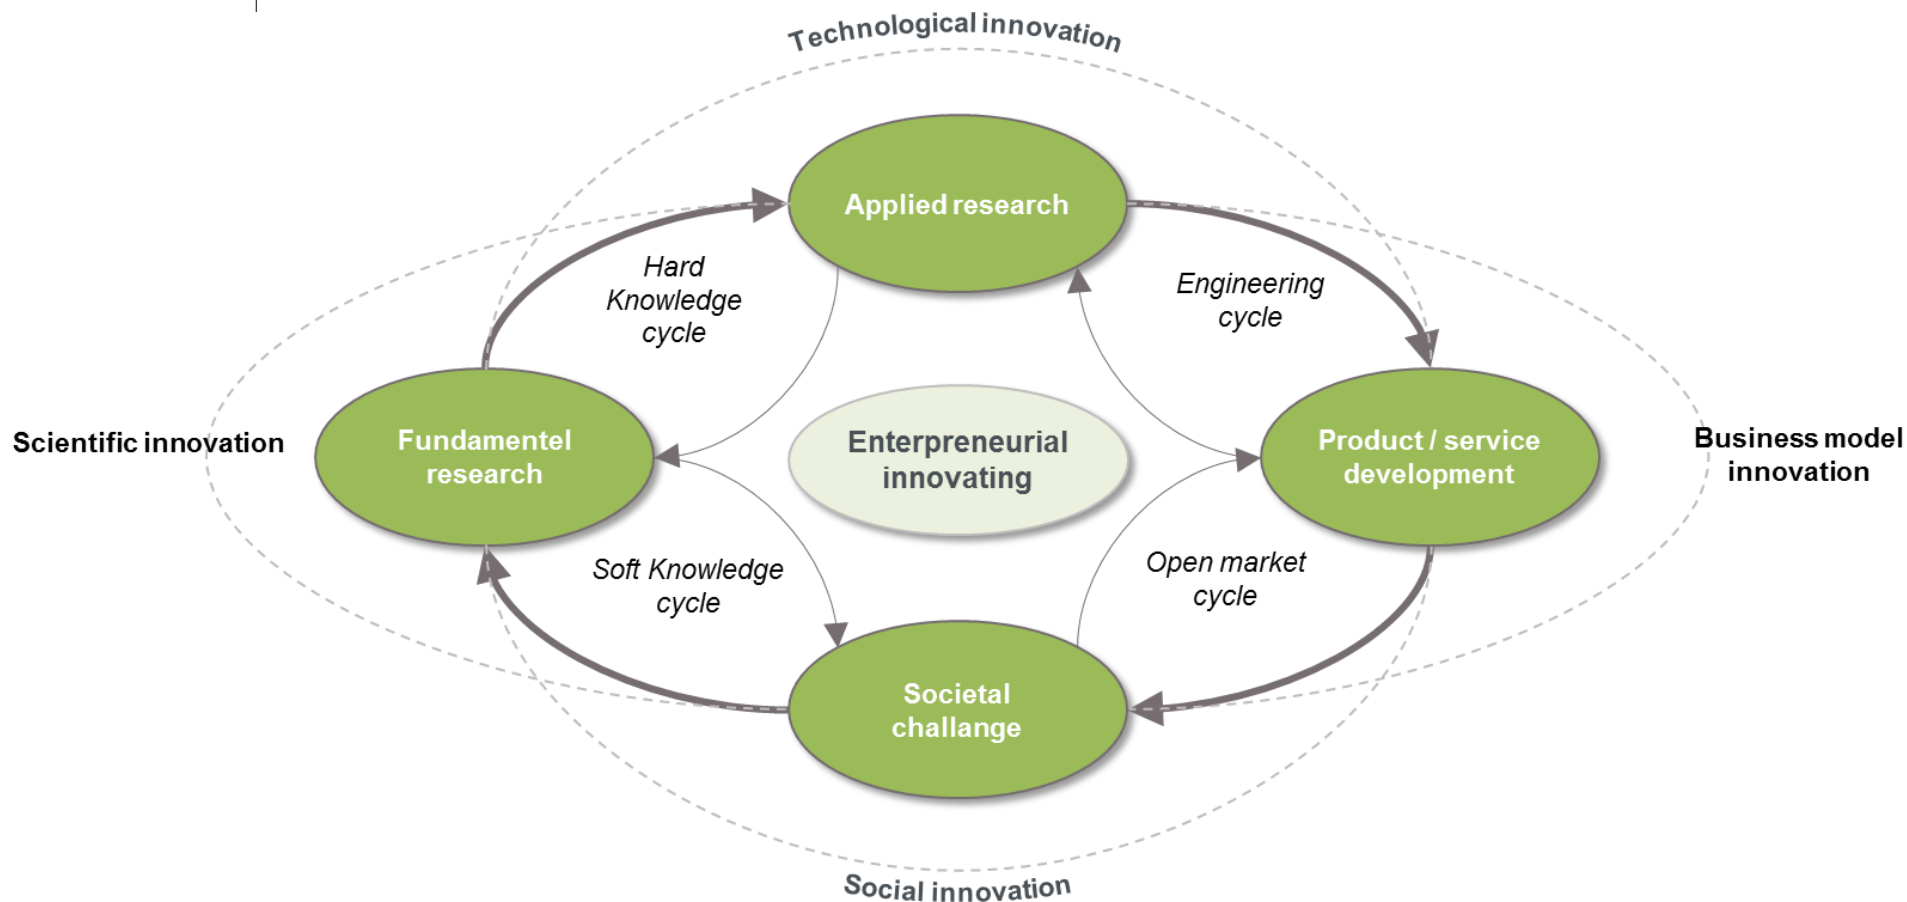 Technological innovation
Applied research
Hard
Knowledge
cycle
Engineering
cycle
Scientific innovation
Fundamentel
research
Enterpreneurial
innovating
Product / service
development
Business model
innovation
Soft Knowledge
cycle
Open market
cycle
Societal
challange
Social innovation